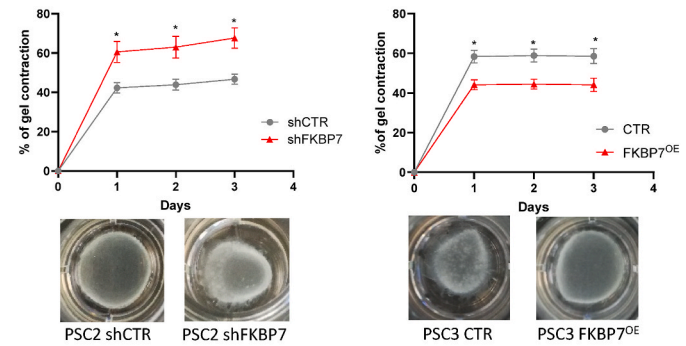 % of gel contraction
80
60
40
20
0
* * *
shCTR
shFKBP7
0 1 2 3 4
Days
PSC2 shCTR PSC2 shFKBP7
%of gel contraction
80
60
40
20
0
* * *
CTR
FKBP7ᴼᴱ
0 1 2 3 4
Days
PSC3 CTR PSC3 FKBP7ᴼᴱ